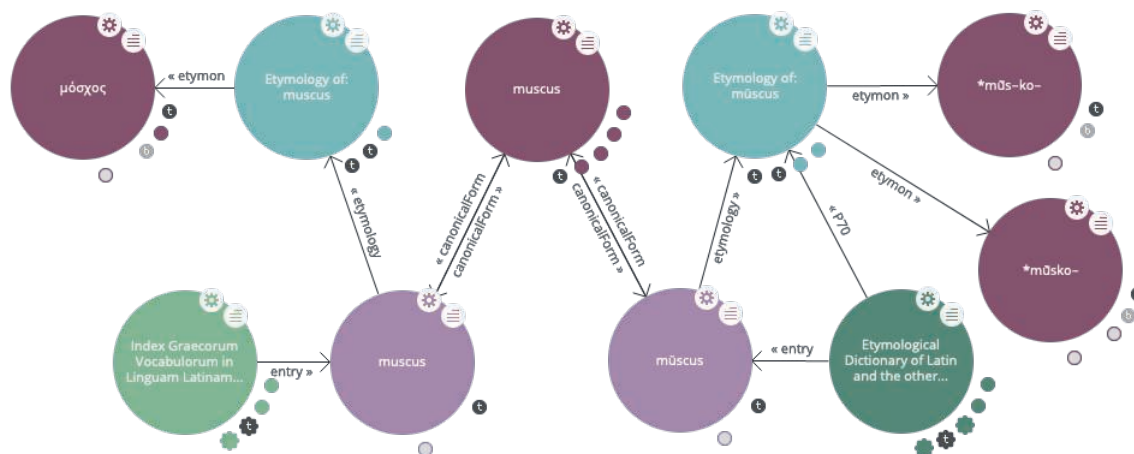 μόσχος
« etymon
Etymology of:
muscus
muscus
Etymology of:
mūscus
etymon »
*mūs–ko–
« etymology
« canonicalForm
canonicalForm »
« canonicalForm
canonicalForm »
etymology »
« P70
etymon »
*mūsko–
Index Graecorum
Vocabulorum in
Linguam Latinam...
entry »
muscus
mūscus
« entry
Etymological
Dictionary of Latin
and the other...